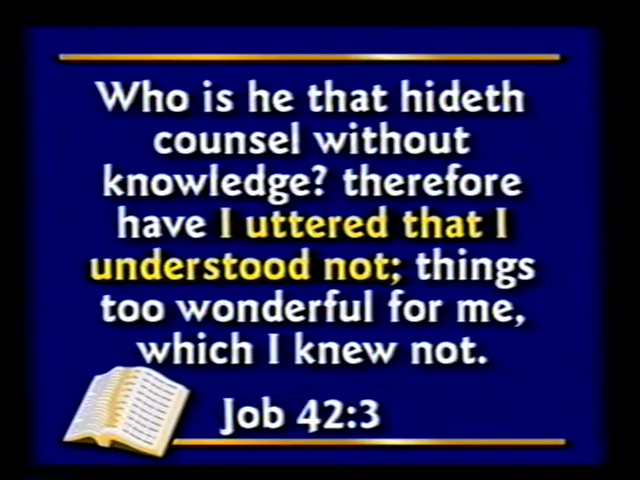 Who is he that hideth
counsel without
knowledge? therefore
have I uttered that I
understood not; things
too wonderful for me,
which I knew not.
Job 42:3